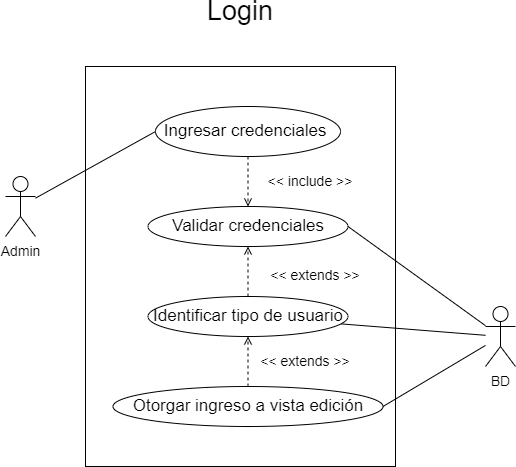 Login
Ingresar credenciales
<< include >>
Validar credenciales
Admin
<< extends >>
Identificar tipo de usuario
<< extends >>
BD
Otorgar ingreso a vista edición